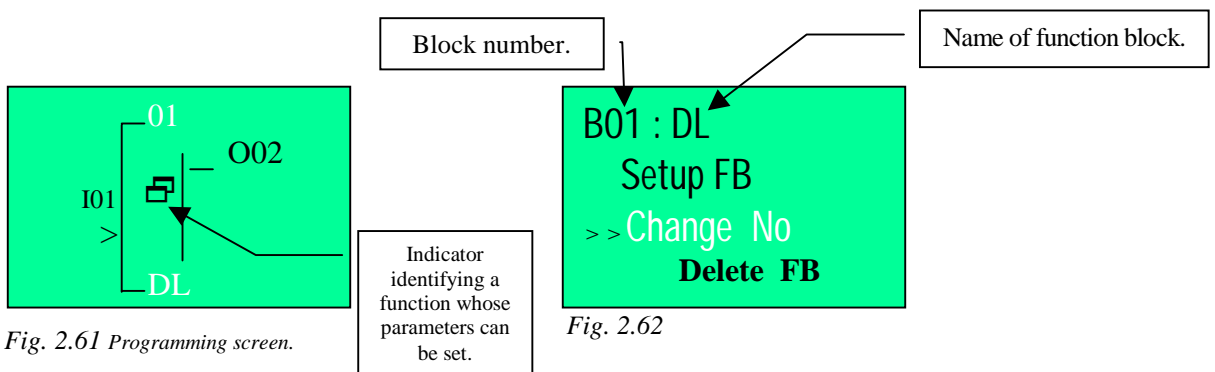 Block number.
Name of function block.
01
O02
I01
>
DL
Indicator
identifying a
function whose
parameters can
be set.
Fig. 2.61 Programming screen.
B01 : DL
Setup FB
>> Change No
Delete FB
Fig. 2.62